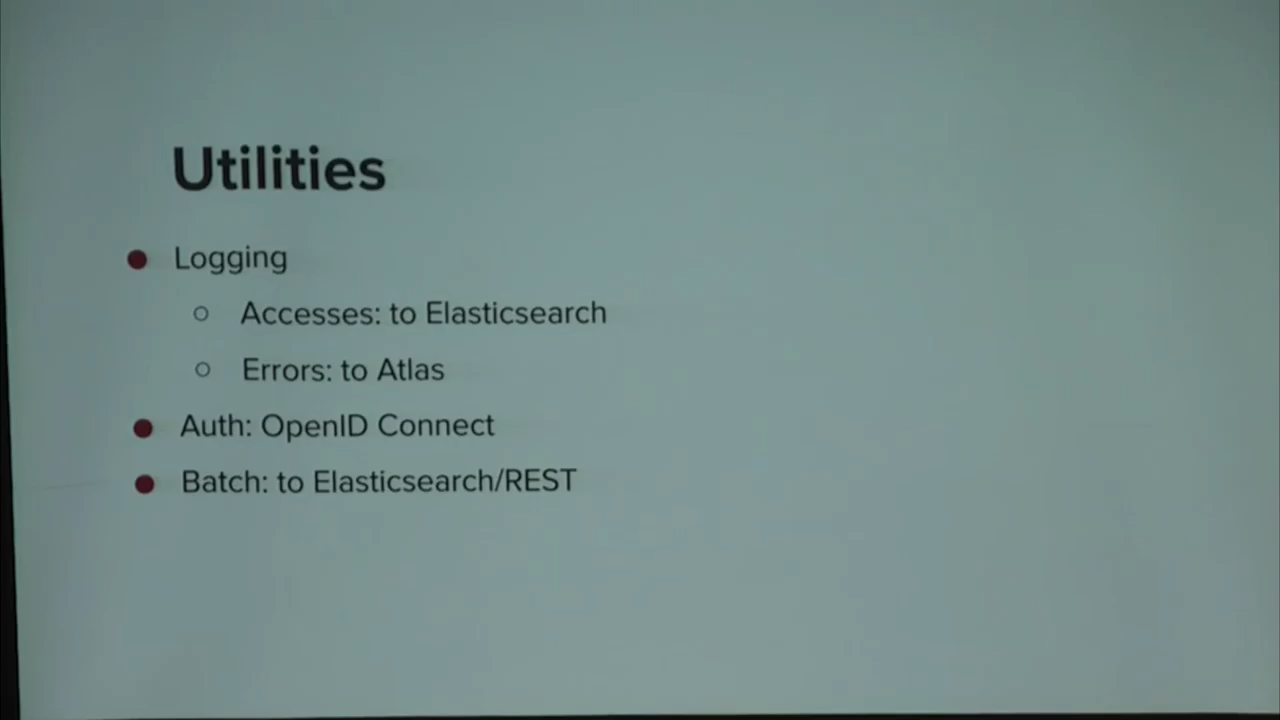 Utilities
Logging
Accesses: to Elasticsearch
Errors: to Atlas
Auth: OpenID Connect
Batch: to Elasticsearch/REST